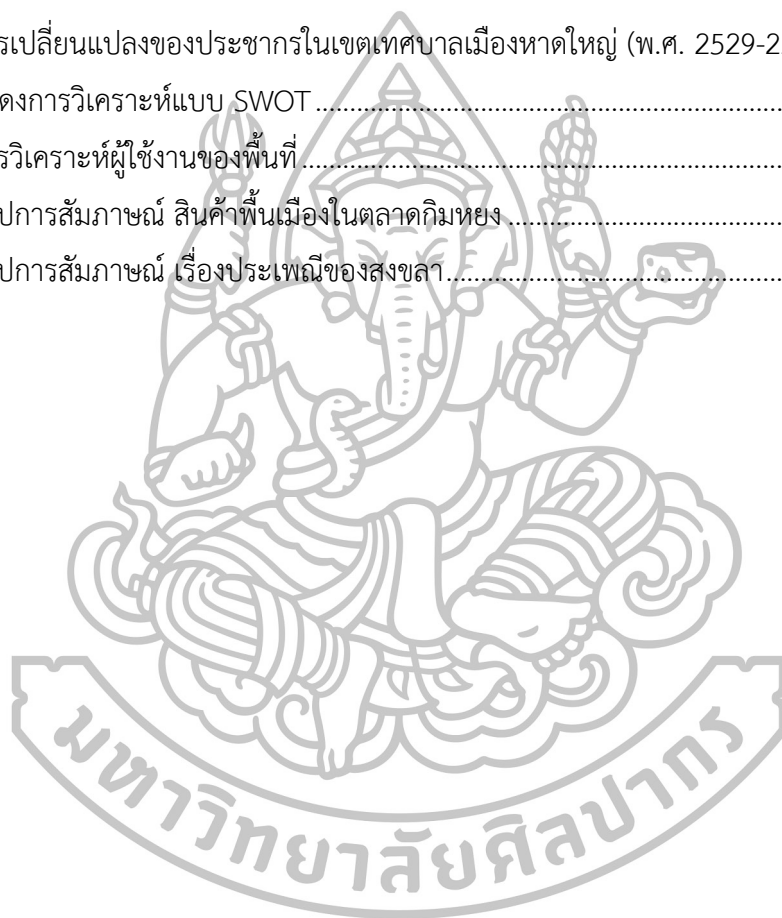 รเปลี่ยนแปลงของประชากรในเขตเทศบาลเมืองหาดใหญ่ (พ.ศ. 2529-2
ดงการวิเคราะห์แบบ SWOT
รวิเคราะห์ผู้ใช้งานของพื้นที่
ปการสัมภาษณ์ สินค้าพื้นเมืองในตลาดกิมหยง
ปการสัมภาษณ์ เรื่องประเพณีของสงขลา
มหาวิทยาลัยศิลปากร